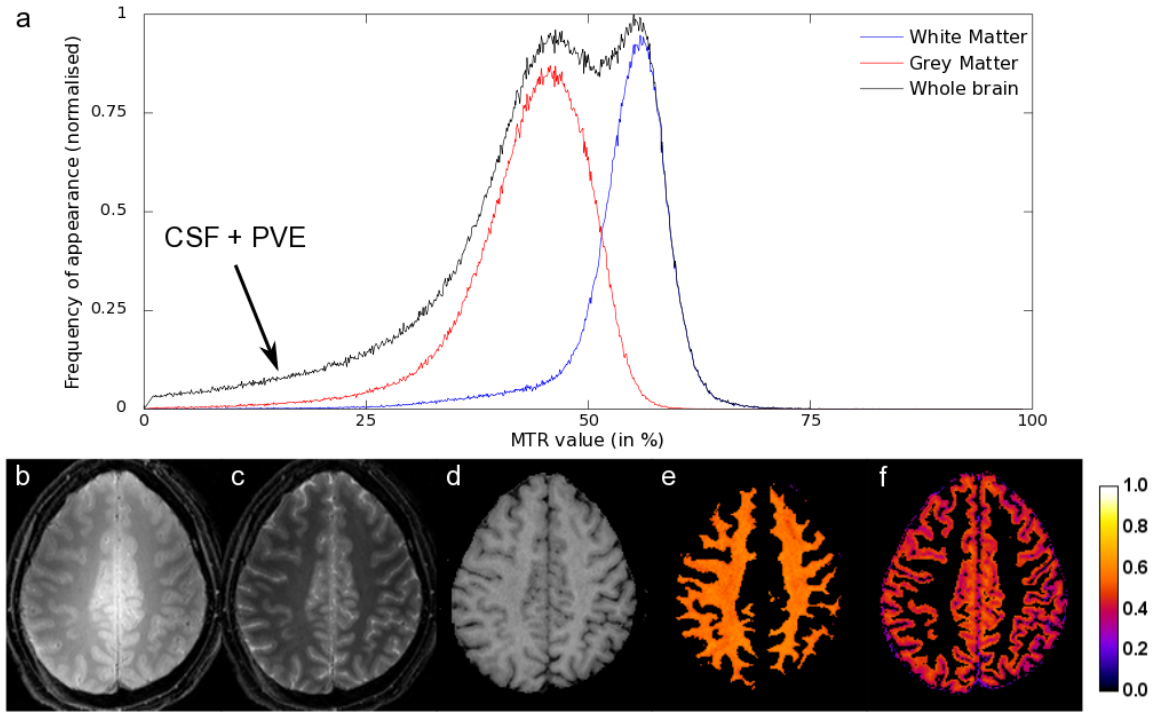 a
1
0.75
0.5
0.25
0
Frequency of appearance (normalised)
White Matter
Grey Matter
Whole brain
CSF + PVE
0 25 50 75 100
MTR value (in %)
b c d e f
1.0
0.8
0.6
0.4
0.2
0.0